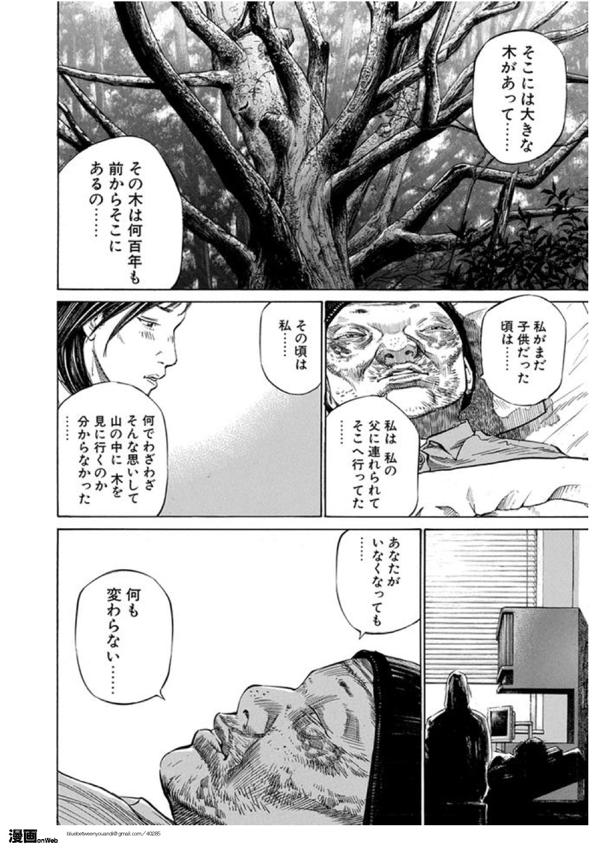 そこには大きな
木があって……
その木は何百年も
前からそこに
あるの……
私がまだ
子供だった
頃は……
私は 私の
父に連れられて
そこへ行ってた
その頃は
私……
何でわざわざ
そんな思いして
山の中に 木を
見に行くのか
分からなかった
……
あなたが
いなくなっても
……
何も
変わらない
……
漫画 on Web
bluebetweenyouandi@gmail.com/40285